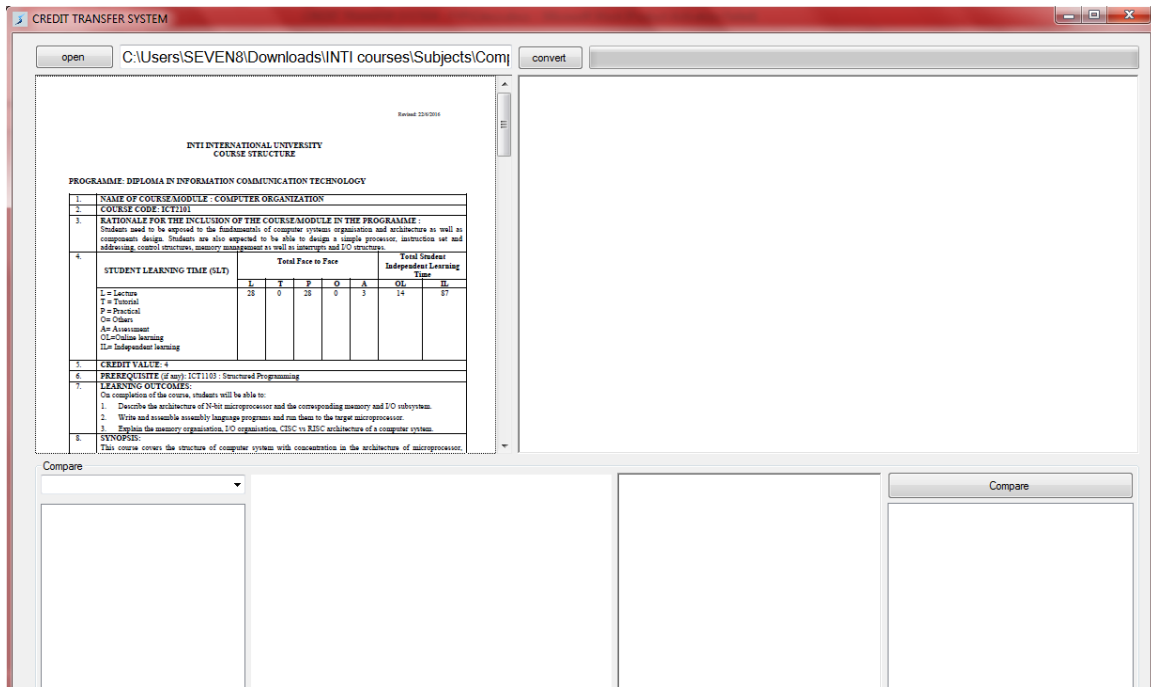 CREDIT TRANSFER SYSTEM
open C:\Users\SEVEN8\Downloads\INTI courses\Subjects\Comp convert
Revised: 22/6/2016
INTI INTERNATIONAL UNIVERSITY
COURSE STRUCTURE
PROGRAMME: DIPLOMA IN INFORMATION COMMUNICATION TECHNOLOGY
1. NAME OF COURSE/MODULE : COMPUTER ORGANIZATION
2. COURSE CODE: ICT2101
3. RATIONALE FOR THE INCLUSION OF THE COURSE/MODULE IN THE PROGRAMME :
Students need to be exposed to the fundamentals of computer systems organisation and architecture as well as
components design. Students are also expected to be able to design a simple processor, instruction set and
addressing, control structures, memory management as well as interrupts and I/O structures.
4. STUDENT LEARNING TIME (SLT) Total Face to Face Total Student
Independent Learning
Time
L T P O A OL IL
L = Lecture 28 0 28 0 3 14 87
T = Tutorial
P = Practical
O= Others
A= Assessment
OL=Online learning
IL= Independent learning
5. CREDIT VALUE: 4
6. PREREQUISITE (if any): ICT1103 : Structured Programming
7. LEARNING OUTCOMES:
On completion of the course, students will be able to:
1. Describe the architecture of N-bit microprocessor and the corresponding memory and I/O subsystem.
2. Write and assemble assembly language programs and run them to the target microprocessor.
3. Explain the memory organisation, I/O organisation, CISC vs RISC architecture of a computer system.
8. SYNOPSIS:
This course covers the structure of computer system with concentration in the architecture of microprocessor,
Compare
Compare